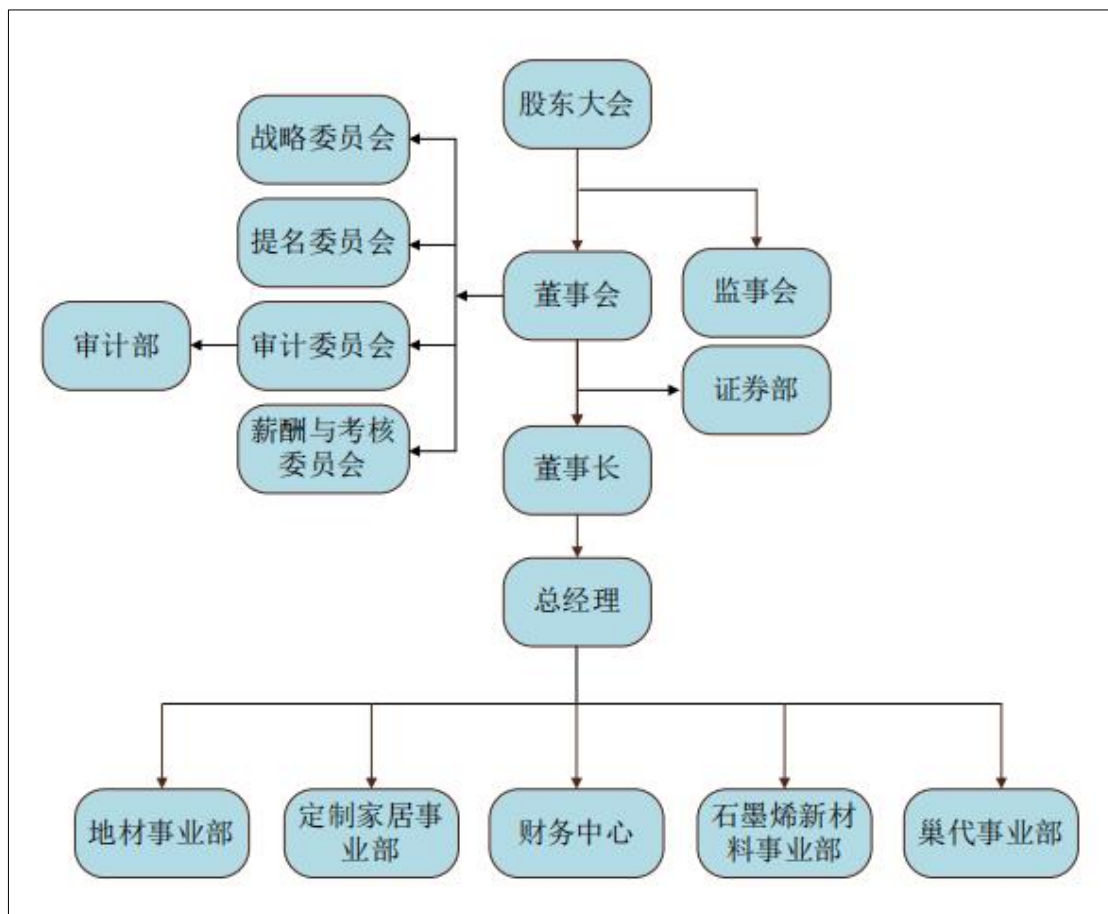 股东大会
战略委员会
提名委员会
董事会
监事会
审计部
审计委员会
证券部
薪酬与考核
委员会
董事长
总经理
地材事业部
定制家居事
业部
财务中心
石墨烯新材
料事业部
巢代事业部